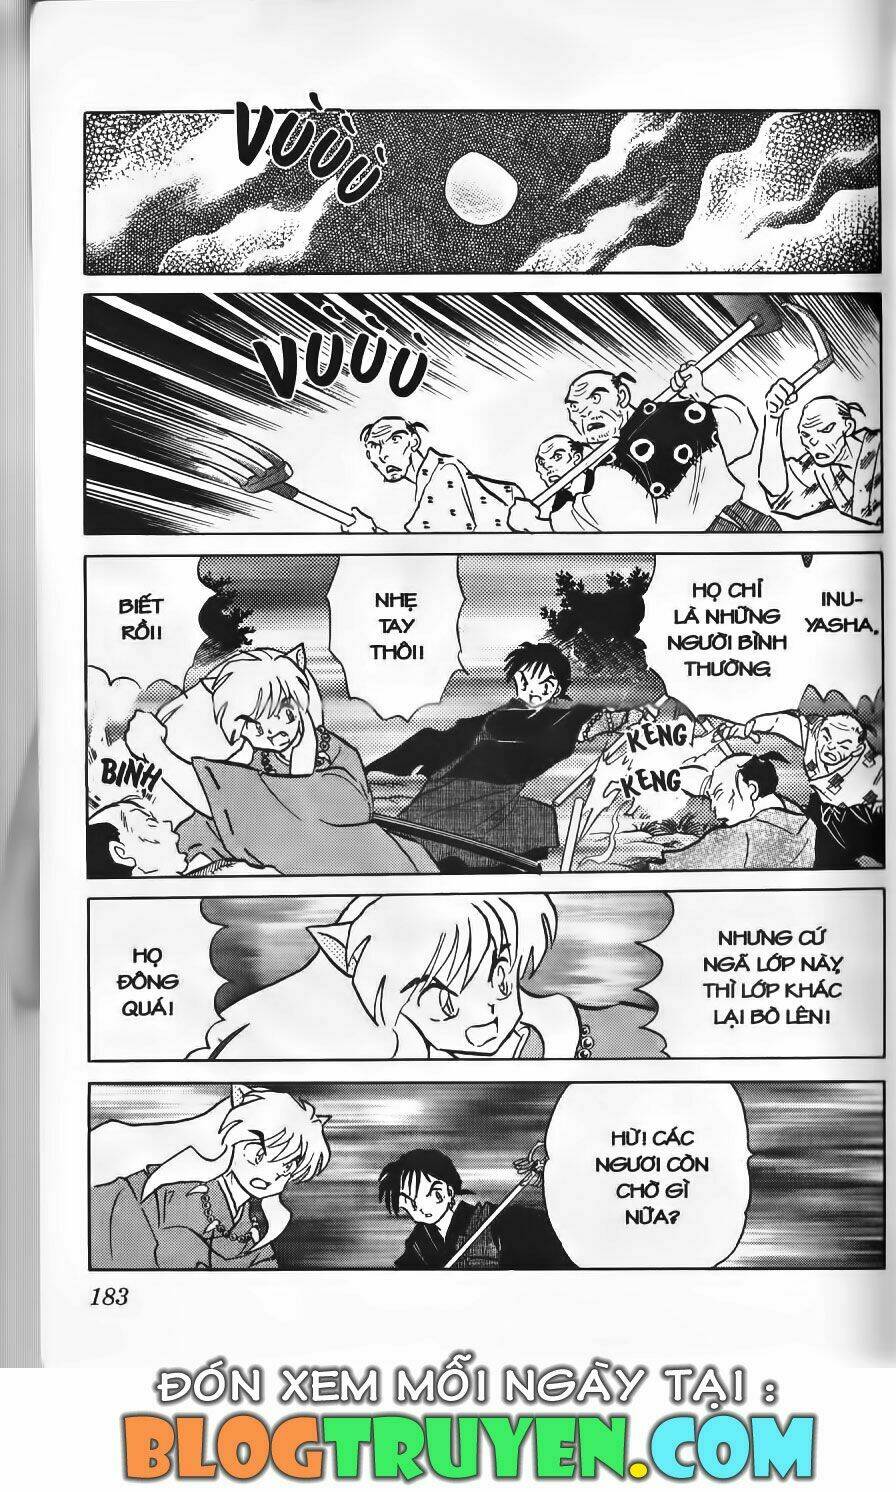 VÙÙÙ
VÙÙÙ
INU-
YASHA,
HỌ CHỈ
LÀ NHỮNG
NGƯỜI BÌNH
THƯỜNG.
NHẸ
TAY
THÔI!
BIẾT
RỒI!
KENG
KENG
BINH
NHƯNG CỨ
NGÃ LỚP NÀY,
THÌ LỚP KHÁC
LẠI BÒ LÊN!
HỌ
ĐÔNG
QUÁ!
HỪ! CÁC
NGƯƠI CÒN
CHỜ GÌ
NỮA?
183
ĐÓN XEM MỖI NGÀY TẠI :
BLOGTRUYEN.COM